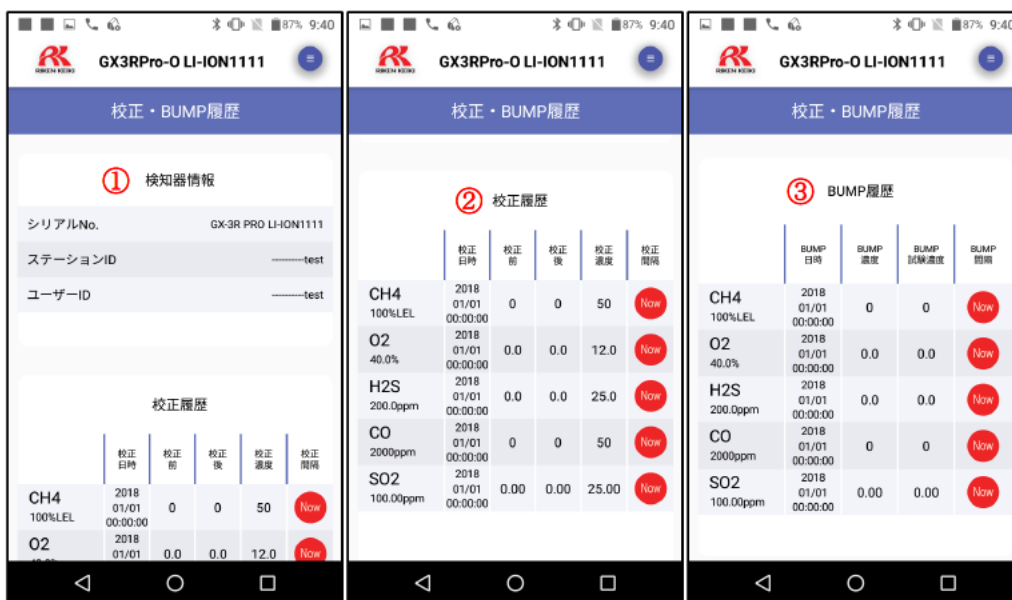 87% 9:40
RIKEN KEIKI
GX3RPro-O LI-ION1111
校正・BUMP履歴
① 検知器情報
シリアルNo. GX-3R PRO LI-ION1111
ステーションID ----------test
ユーザーID ----------test
校正履歴
校正日時 校正前 校正後 校正濃度 校正間隔
CH4 100%LEL 2018 01/01 00:00:00 0 0 50 Now
O2 2018 01/01 0.0 0.0 12.0 Now
87% 9:40
RIKEN KEIKI
GX3RPro-O LI-ION1111
校正・BUMP履歴
② 校正履歴
校正日時 校正前 校正後 校正濃度 校正間隔
CH4 100%LEL 2018 01/01 00:00:00 0 0 50 Now
O2 40.0% 2018 01/01 00:00:00 0.0 0.0 12.0 Now
H2S 200.0ppm 2018 01/01 00:00:00 0.0 0.0 25.0 Now
CO 2000ppm 2018 01/01 00:00:00 0 0 50 Now
SO2 100.00ppm 2018 01/01 00:00:00 0.00 0.00 25.00 Now
87% 9:40
RIKEN KEIKI
GX3RPro-O LI-ION1111
校正・BUMP履歴
③ BUMP履歴
BUMP日時 BUMP濃度 BUMP試験濃度 BUMP間隔
CH4 100%LEL 2018 01/01 00:00:00 0 0 Now
O2 40.0% 2018 01/01 00:00:00 0.0 0.0 Now
H2S 200.0ppm 2018 01/01 00:00:00 0.0 0.0 Now
CO 2000ppm 2018 01/01 00:00:00 0 0 Now
SO2 100.00ppm 2018 01/01 00:00:00 0.00 0.00 Now